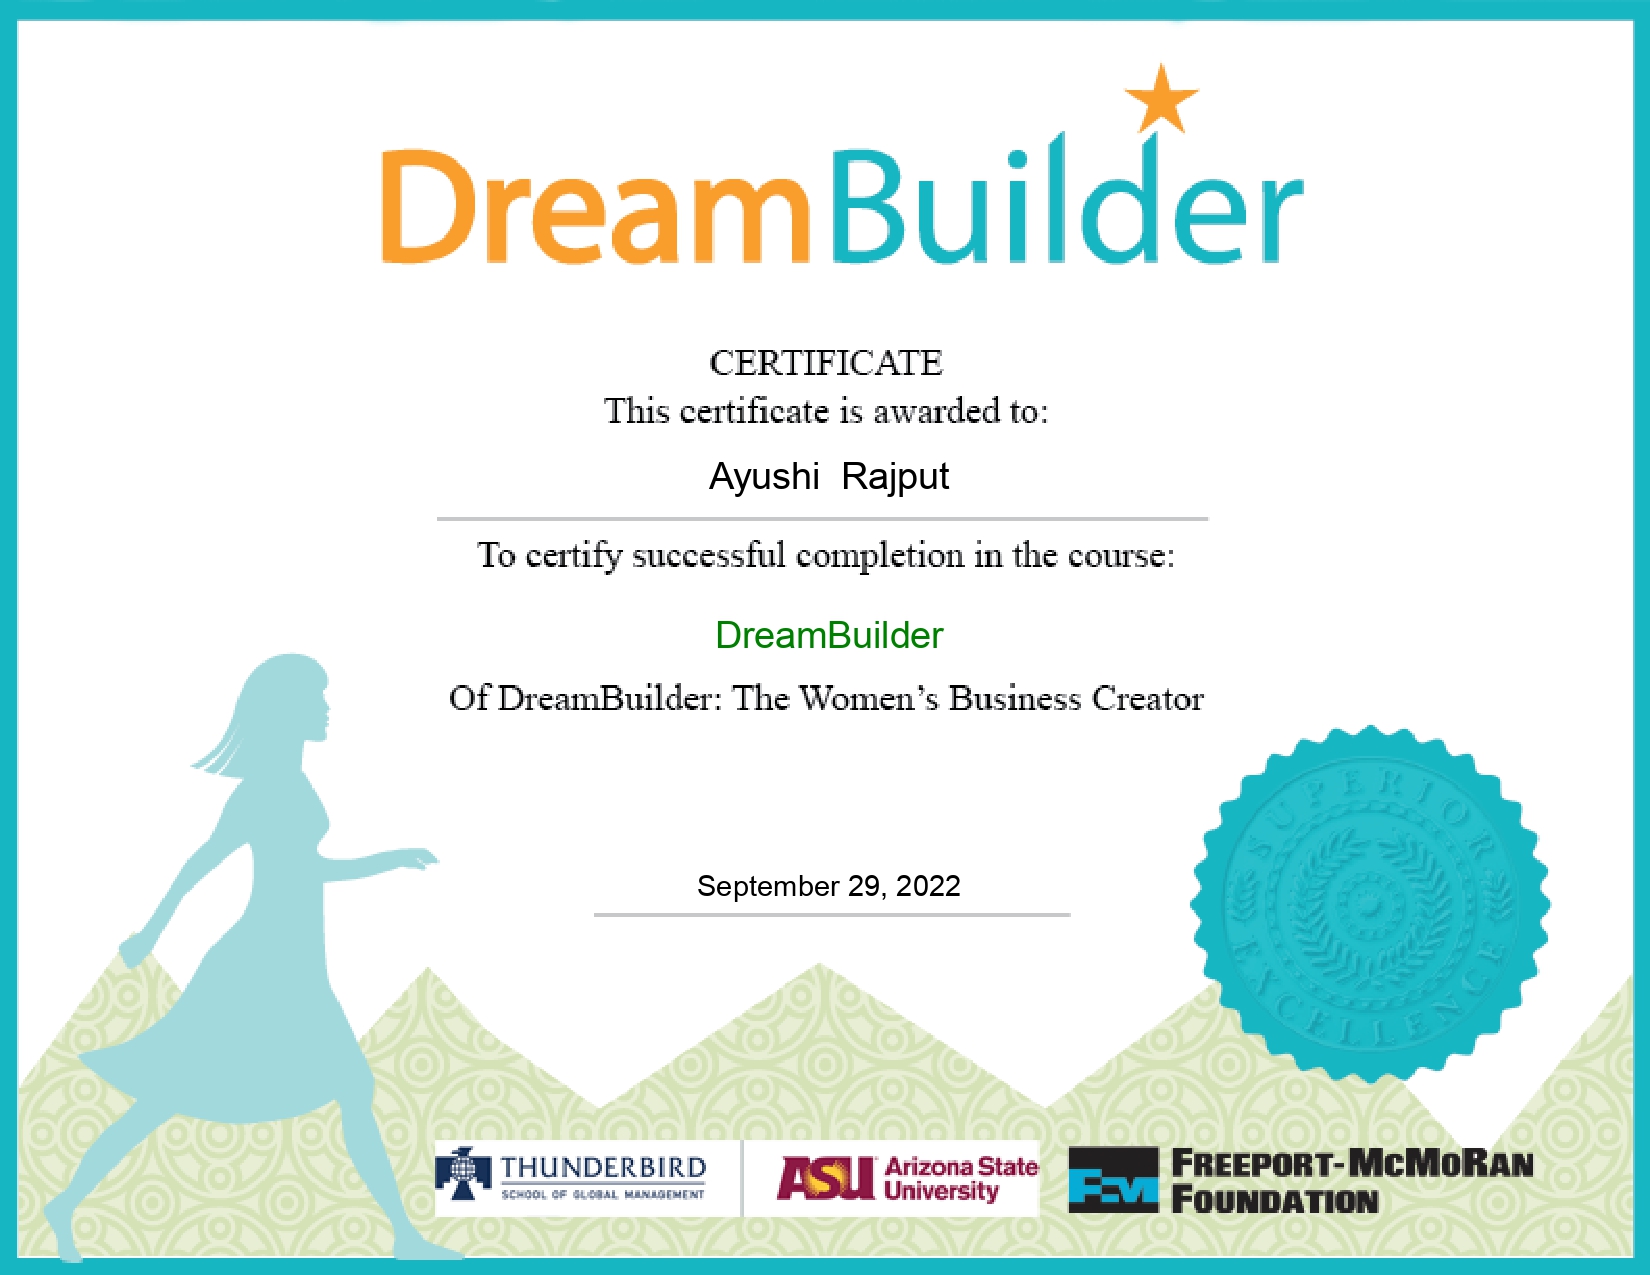 DreamBuilder
CERTIFICATE
This certificate is awarded to:
Ayushi Rajput
To certify successful completion in the course:
DreamBuilder
Of DreamBuilder: The Women’s Business Creator
September 29, 2022
SUPERIOR
EXCELLENCE
THUNDERBIRD
SCHOOL OF GLOBAL MANAGEMENT
ASU Arizona State
University
FREEPORT-MCMORAN
FOUNDATION